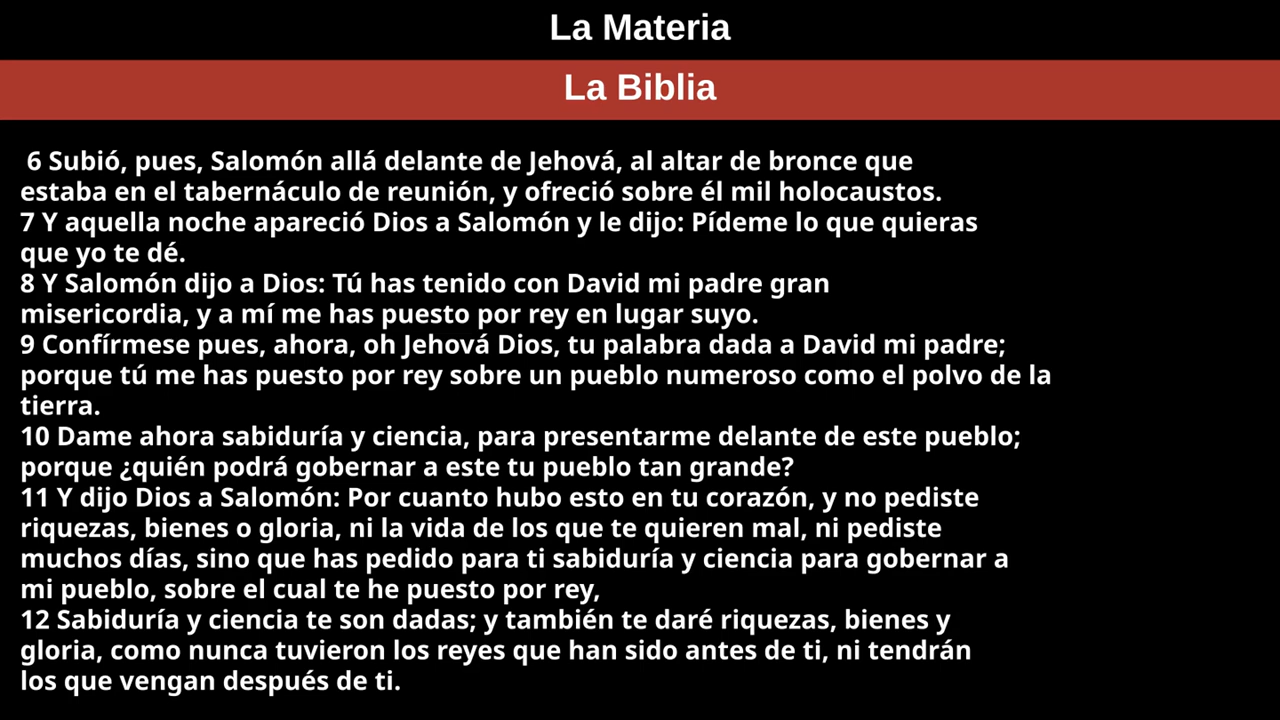 La Materia
La Biblia
6 Subió, pues, Salomón allá delante de Jehová, al altar de bronce que
estaba en el tabernáculo de reunión, y ofreció sobre él mil holocaustos.
7 Y aquella noche apareció Dios a Salomón y le dijo: Pídeme lo que quieras
que yo te dé.
8 Y Salomón dijo a Dios: Tú has tenido con David mi padre gran
misericordia, y a mí me has puesto por rey en lugar suyo.
9 Confírmese pues, ahora, oh Jehová Dios, tu palabra dada a David mi padre;
porque tú me has puesto por rey sobre un pueblo numeroso como el polvo de la
tierra.
10 Dame ahora sabiduría y ciencia, para presentarme delante de este pueblo;
porque ¿quién podrá gobernar a este tu pueblo tan grande?
11 Y dijo Dios a Salomón: Por cuanto hubo esto en tu corazón, y no pediste
riquezas, bienes o gloria, ni la vida de los que te quieren mal, ni pediste
muchos días, sino que has pedido para ti sabiduría y ciencia para gobernar a
mi pueblo, sobre el cual te he puesto por rey,
12 Sabiduría y ciencia te son dadas; y también te daré riquezas, bienes y
gloria, como nunca tuvieron los reyes que han sido antes de ti, ni tendrán
los que vengan después de ti.